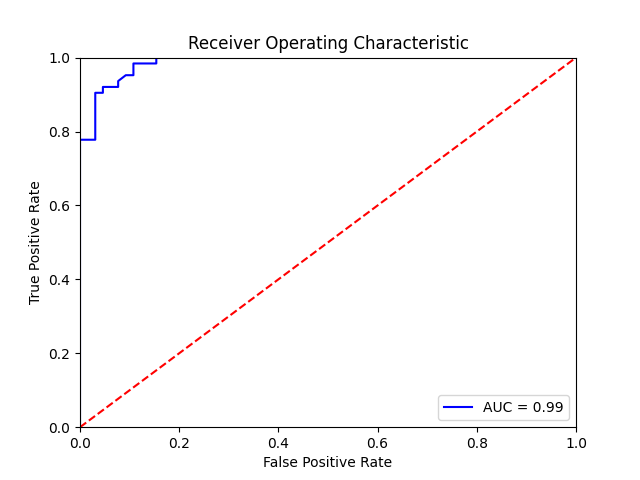 Receiver Operating Characteristic
True Positive Rate
1.0
0.8
0.6
0.4
0.2
0.0
AUC = 0.99
0.0 0.2 0.4 0.6 0.8 1.0
False Positive Rate